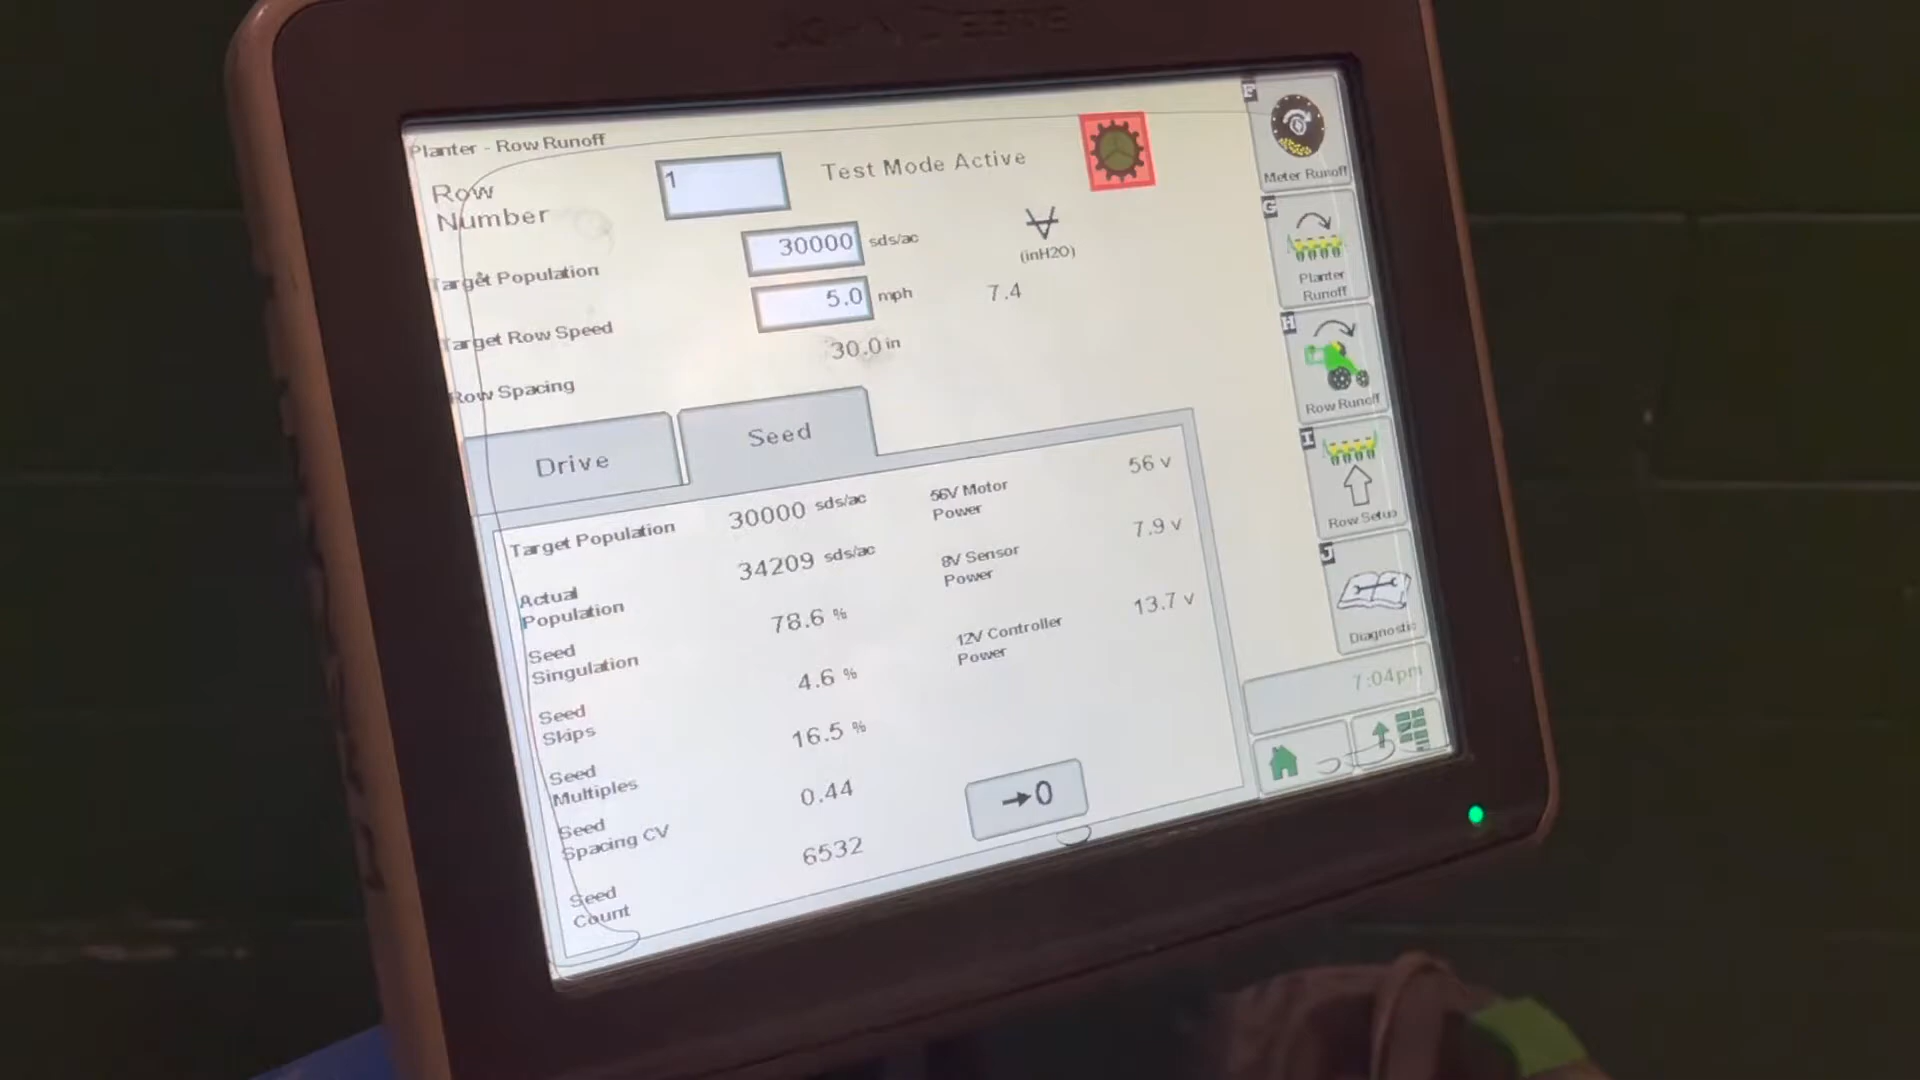 JOHN DEERE
Planter - Row Runoff
Row
Number
1
Test Mode Active
Target Population
30000 sds/ac
(inH2O)
Target Row Speed
5.0 mph
7.4
Row Spacing
30.0 in
Drive
Seed
Target Population
30000 sds/ac
Actual
Population
34209 sds/ac
Seed
Singulation
78.6 %
Seed
Skips
4.6 %
Seed
Multiples
16.5 %
Seed
Spacing CV
0.44
Seed
Count
6532
56V Motor
Power
56 v
8V Sensor
Power
7.9 v
12V Controller
Power
13.7 v
→0
F
Meter Runoff
G
Planter
Runoff
H
Row Runoff
I
Row Setup
J
Diagnostic
7:04pm